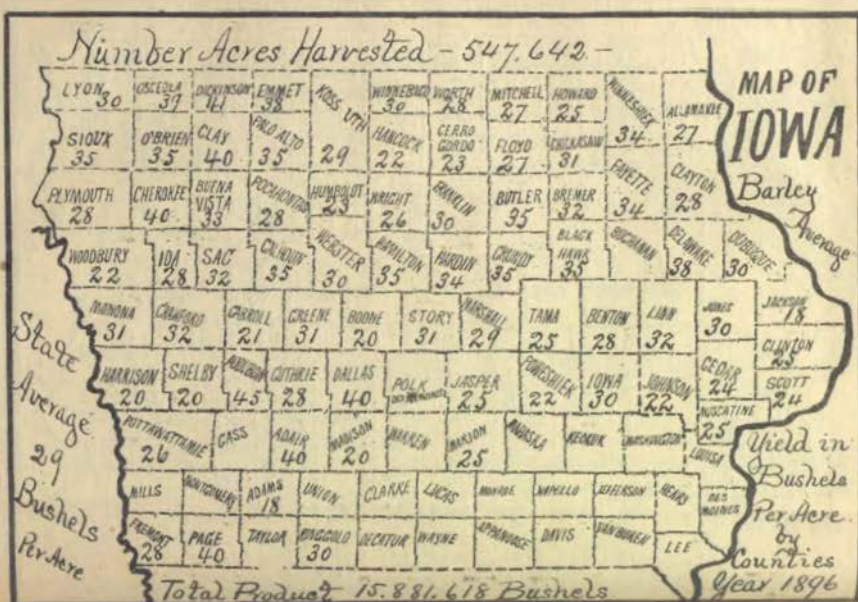 Number Acres Harvested - 547.642 -
MAP OF
IOWA
Barley
Average
LYON 30
OSCEOLA 39
DICKINSON 41
EMMET 38
KOSSUTH 29
WINNEBAGO 30
WORTH 28
MITCHELL 27
HOWARD 25
WINNESHIEK 34
ALLAMAKEE 27
SIOUX 35
O'BRIEN 35
CLAY 40
PALO ALTO 35
HANCOCK 22
CERRO GORDO 23
FLOYD 27
CHICKASAW 31
PLYMOUTH 28
CHEROKEE 40
BUENA VISTA 33
POCAHONTAS 28
HUMBOLDT 23
WRIGHT 26
FRANKLIN 30
BUTLER 35
BREMER 32
FAYETTE 34
CLAYTON 28
WOODBURY 22
IDA 28
SAC 32
CALHOUN 35
WEBSTER 30
HAMILTON 35
HARDIN 34
GRUNDY 35
BLACK HAWK 35
BUCHANAN
DELAWARE 38
DUBUQUE 30
MONONA 31
CRAWFORD 32
CARROLL 21
GREENE 31
BOONE 20
STORY 31
MARSHALL 29
TAMA 25
BENTON 28
LINN 32
JONES 30
JACKSON 18
CLINTON 25
HARRISON 20
SHELBY 20
AUDUBON 45
GUTHRIE 28
DALLAS 40
POLK
DES MOINES
JASPER 25
POWESHIEK 22
IOWA 30
JOHNSON 22
CEDAR 24
SCOTT 24
MUSCATINE 25
POTTAWATTAMIE 26
CASS
ADAIR 40
MADISON 20
WARREN
MARION 25
MAHASKA
KEOKUK
WASHINGTON
LOUISA
MILLS
MONTGOMERY
ADAMS 18
UNION
CLARKE
LUCAS
MONROE
WAPELLO
JEFFERSON
HENRY
DES MOINES
FREMONT 28
PAGE 40
TAYLOR
RINGGOLD 30
DECATUR
WAYNE
APPANOOSE
DAVIS
VAN BUREN
LEE
State
Average
29
Bushels
Per Acre
Yield in
Bushels
Per Acre
by
Counties
Year 1896
Total Product 15.881.618 Bushels